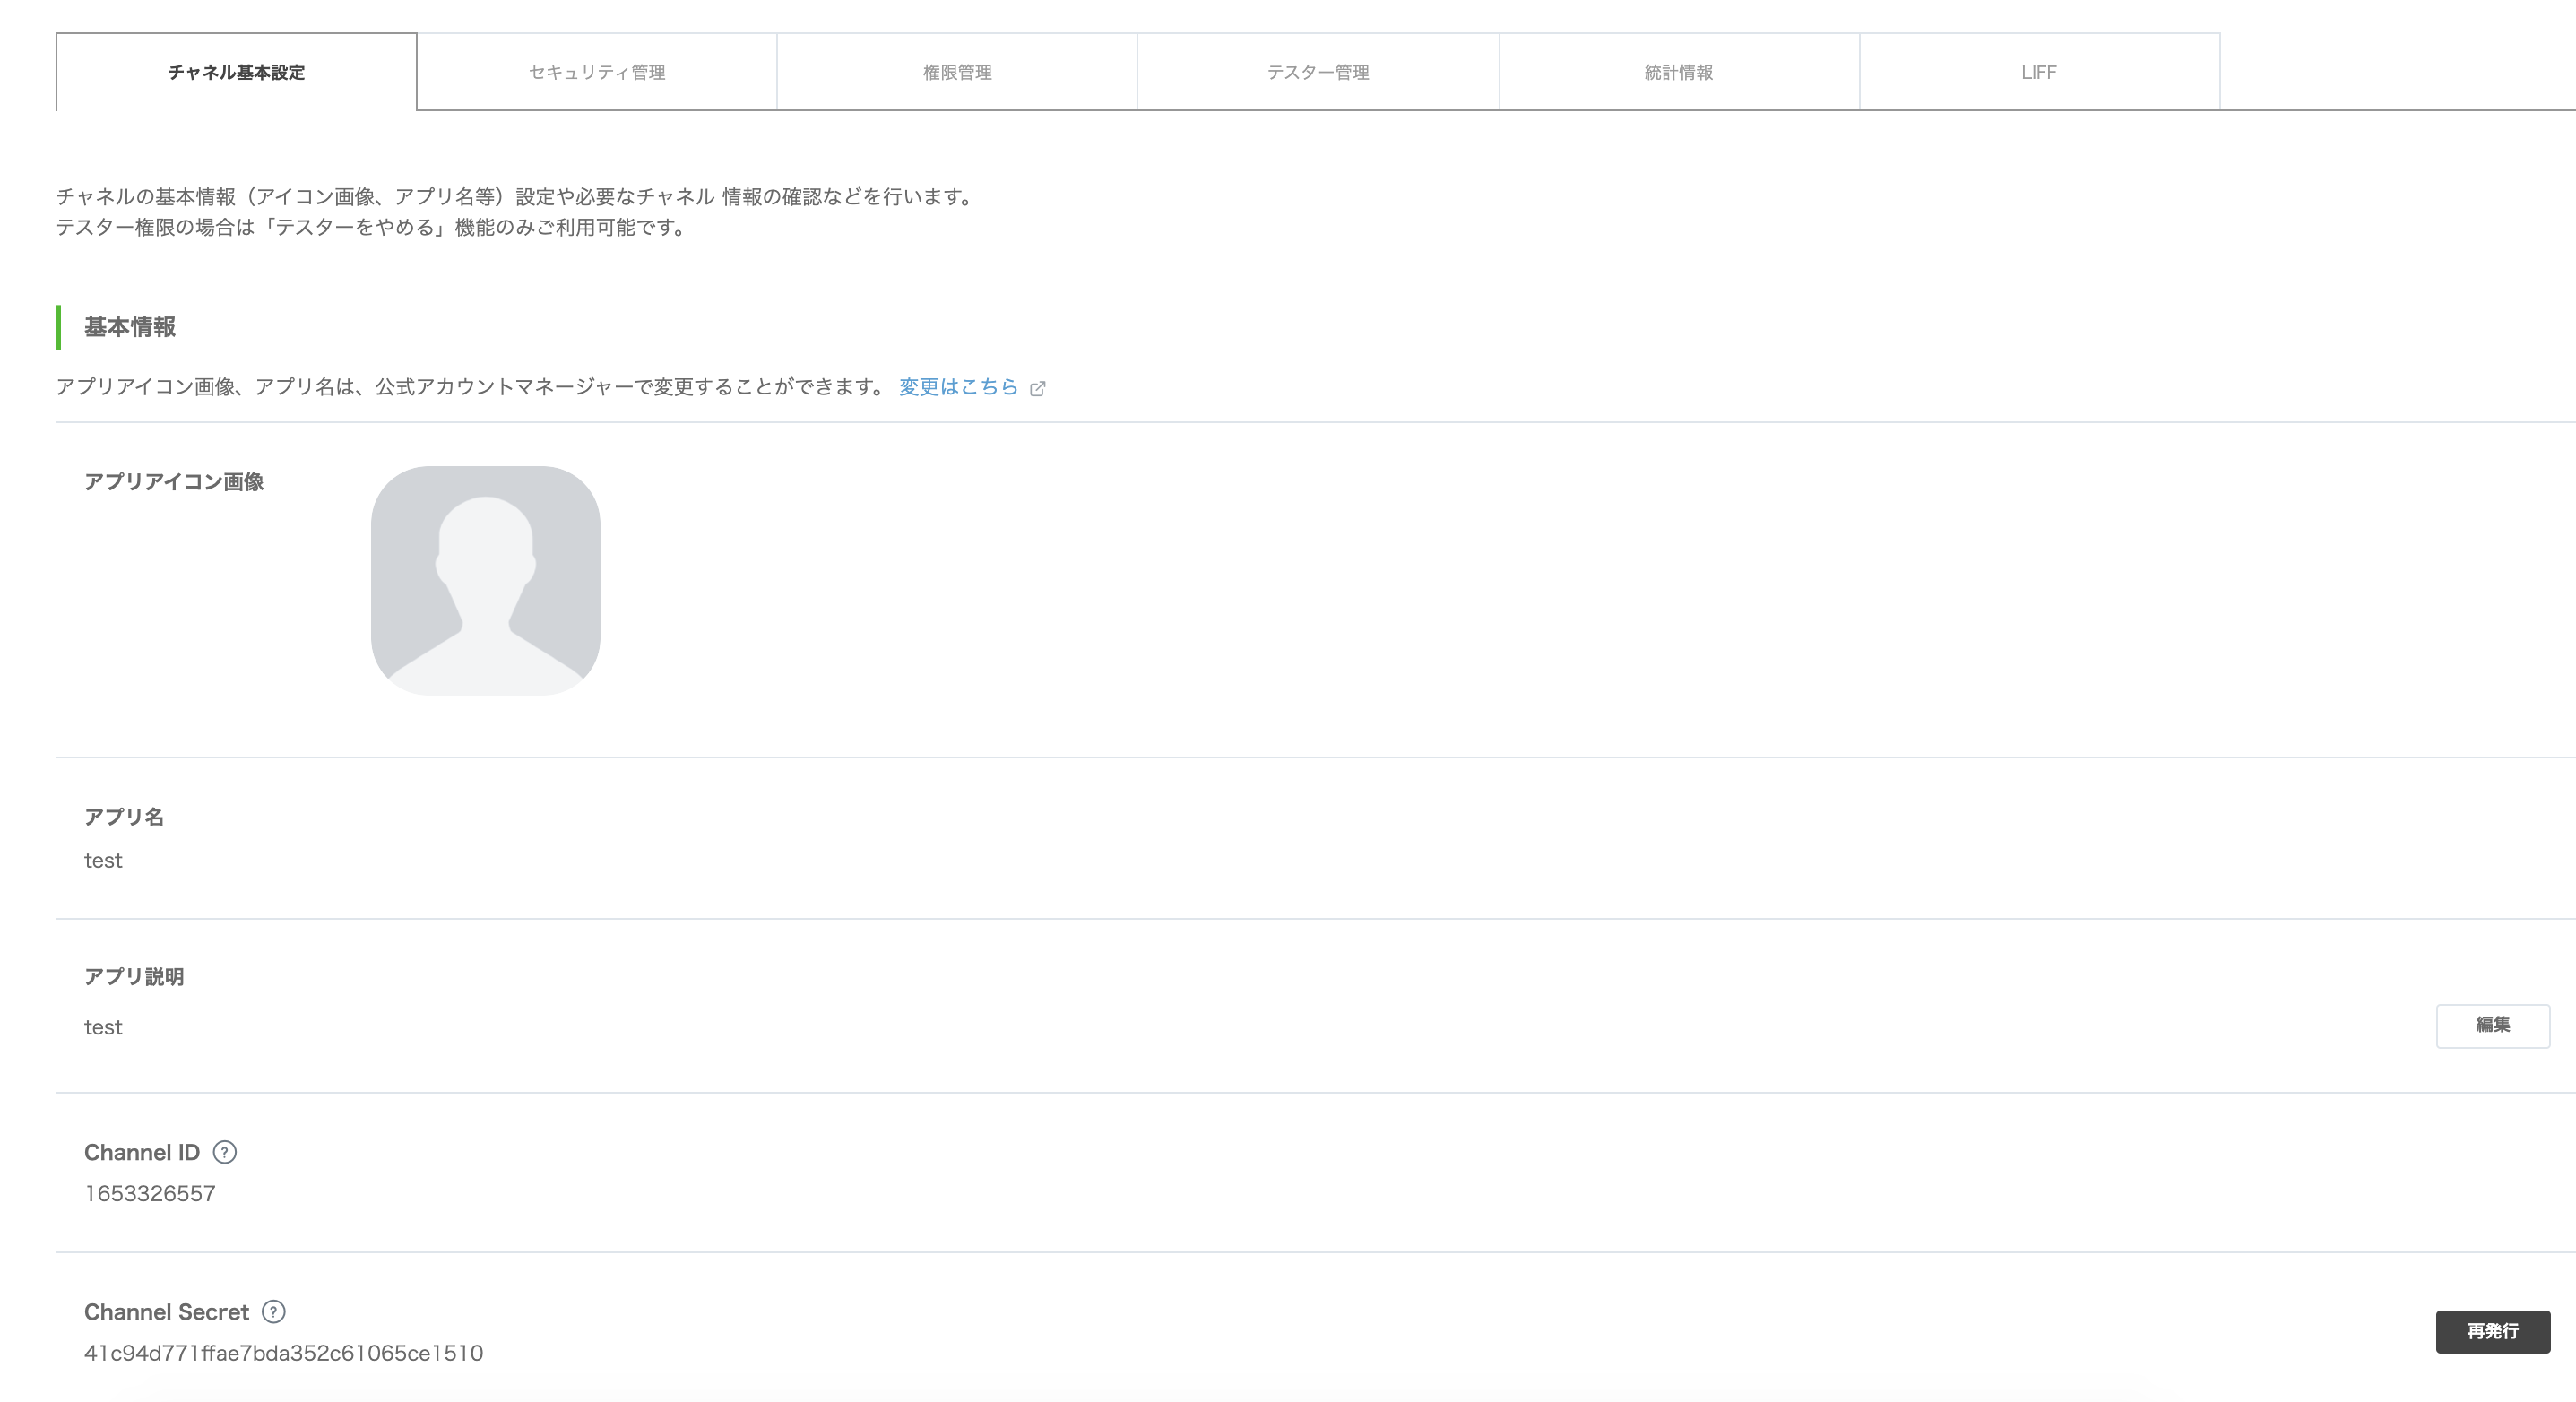 チャネル基本設定
セキュリティ管理
権限管理
テスター管理
統計情報
LIFF
チャネルの基本情報（アイコン画像、アプリ名等）設定や必要なチャネル 情報の確認などを行います。
テスター権限の場合は「テスターをやめる」機能のみご利用可能です。
基本情報
アプリアイコン画像、アプリ名は、公式アカウントマネージャーで変更することができます。 変更はこちら
アプリアイコン画像
アプリ名
test
アプリ説明
test
編集
Channel ID ?
1653326557
Channel Secret ?
再発行
41c94d771ffae7bda352c61065ce1510